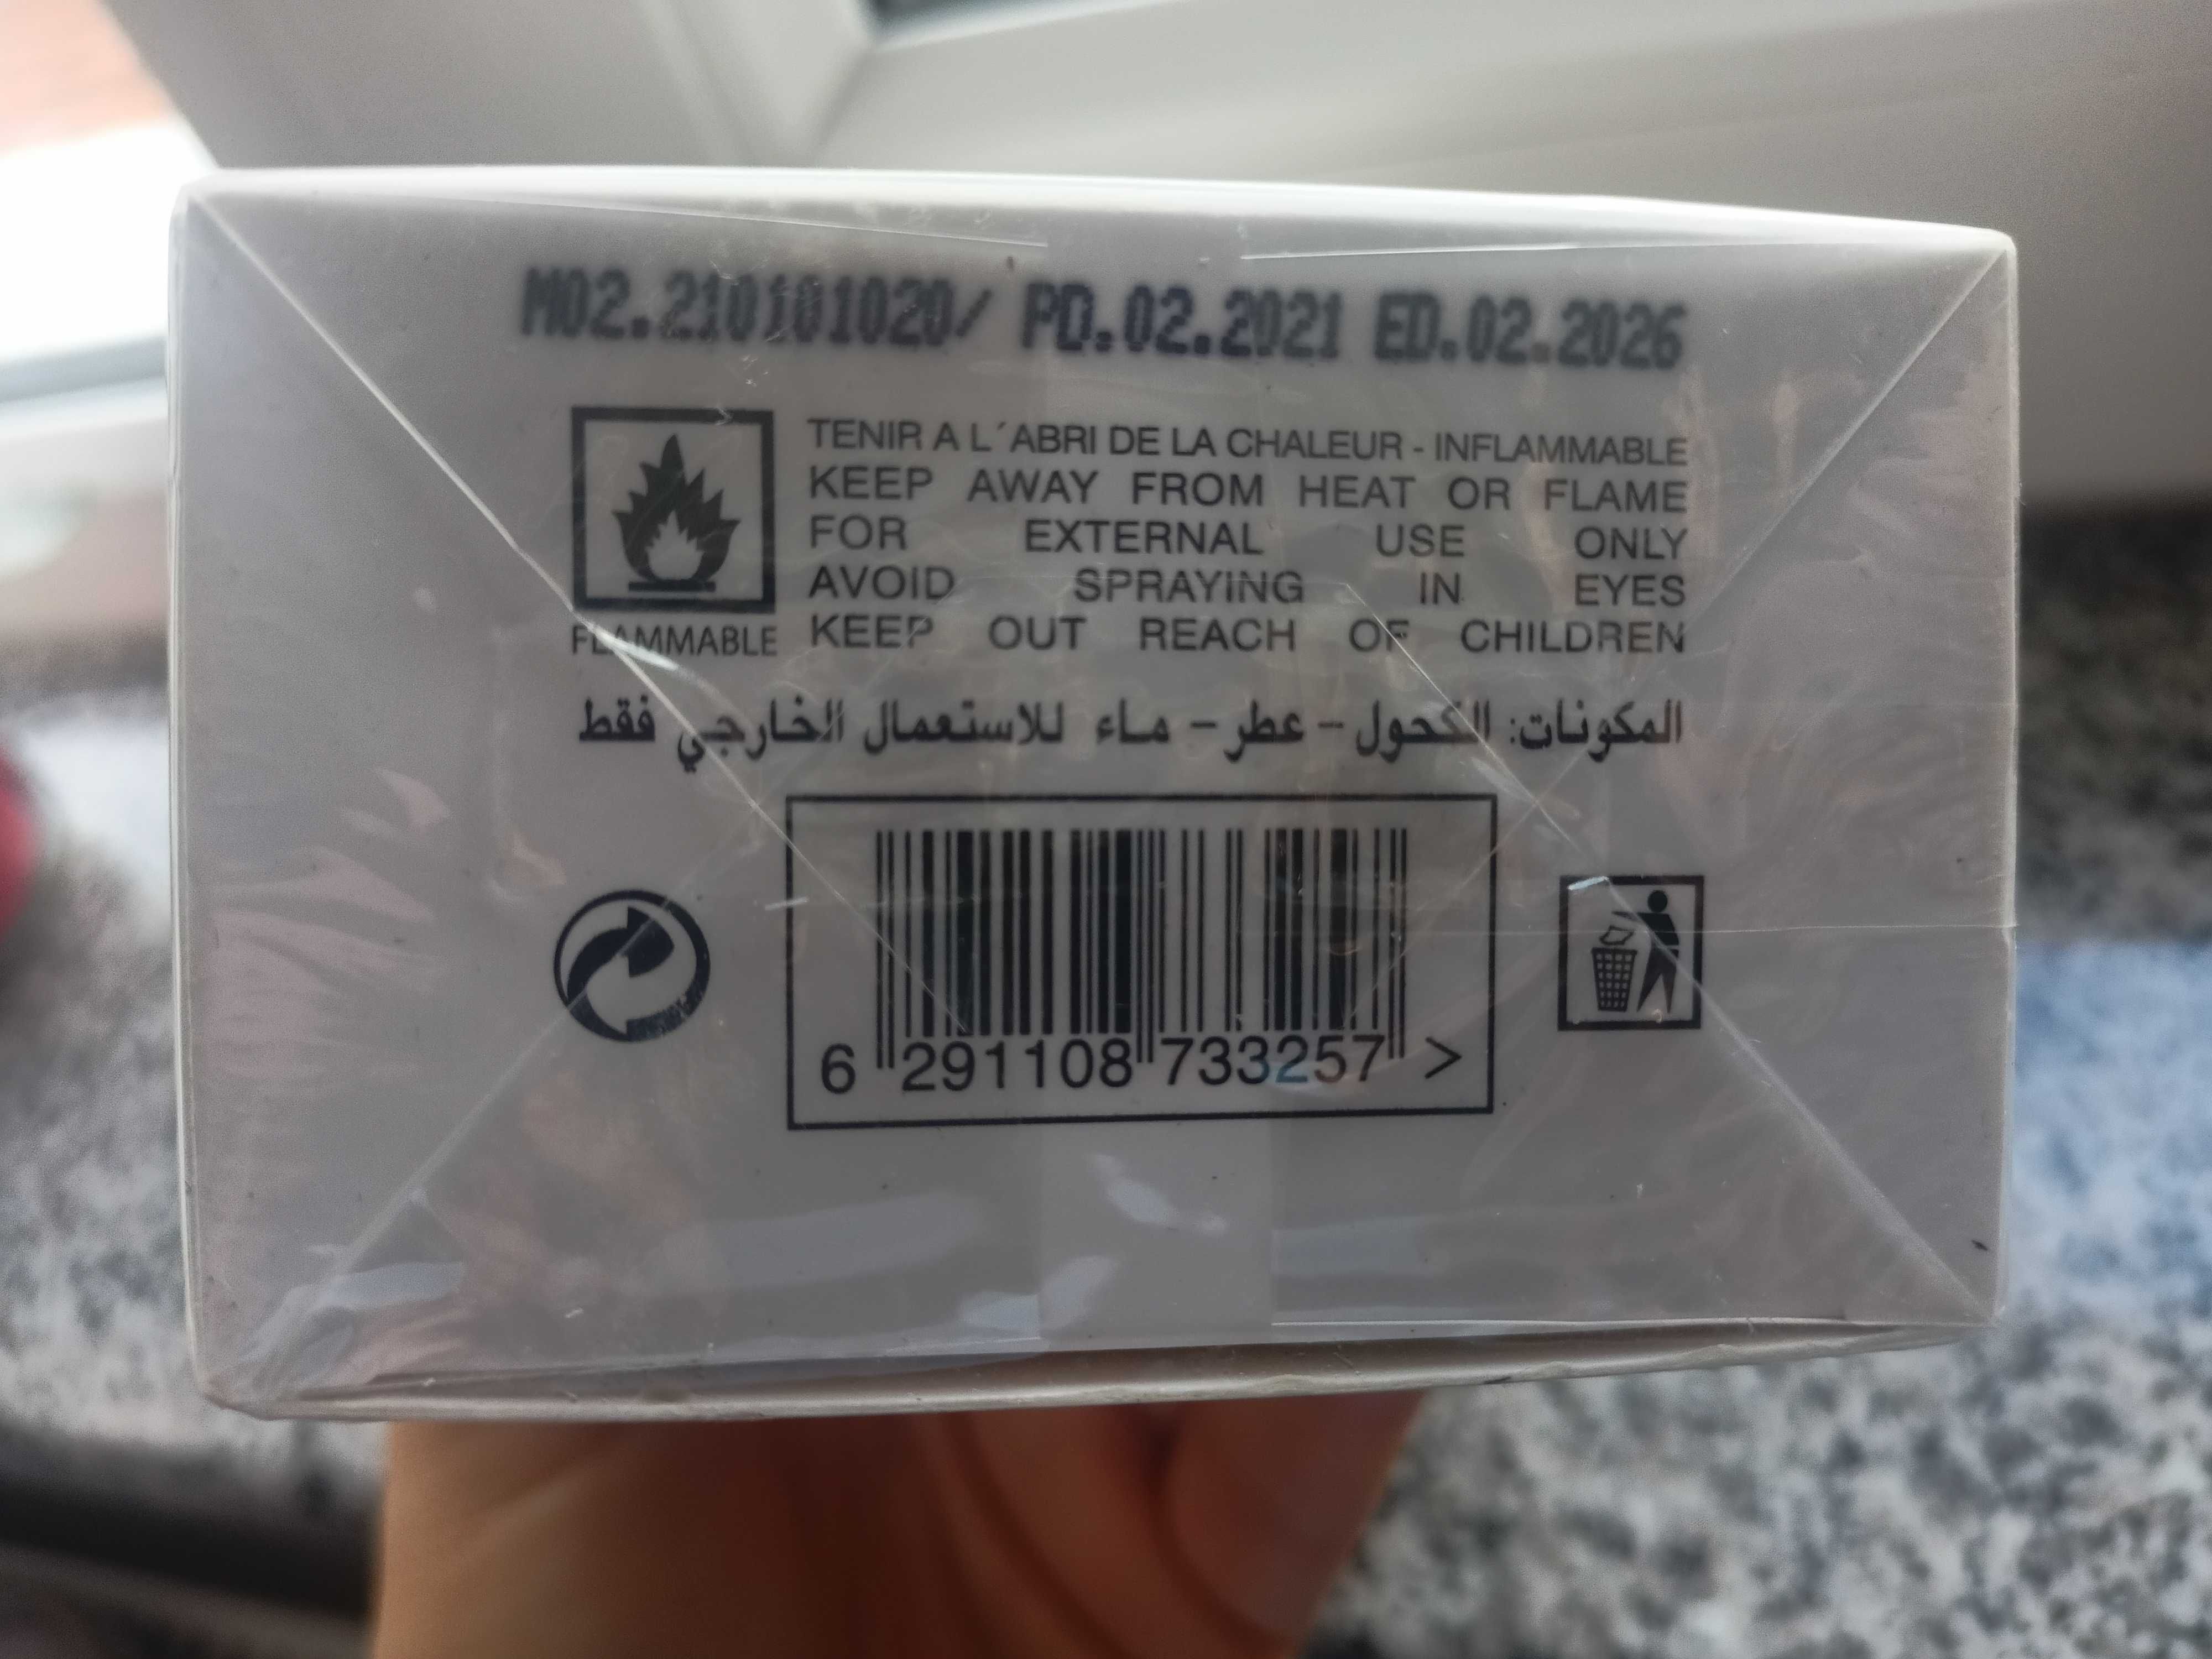 M02.210101020/ PD.02.2021 ED.02.2026
TENIR A L´ABRI DE LA CHALEUR - INFLAMMABLE
KEEP AWAY FROM HEAT OR FLAME
FOR EXTERNAL USE ONLY
AVOID SPRAYING IN EYES
KEEP OUT REACH OF CHILDREN
FLAMMABLE
المكونات: الكحول - عطر - ماء للاستعمال الخارجي فقط
6 291108 733257 >